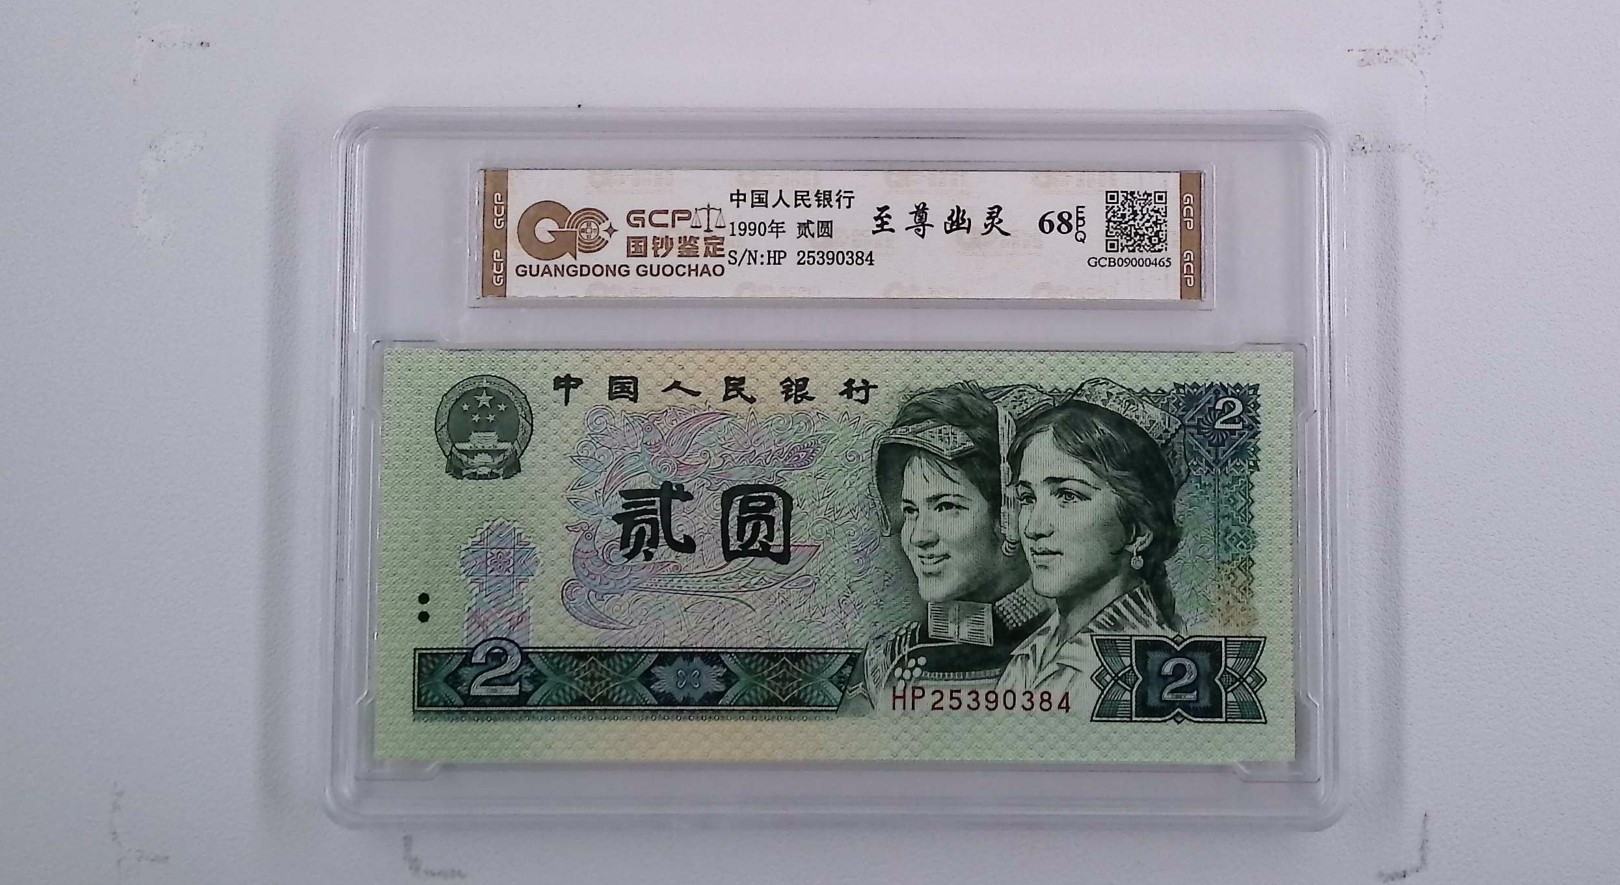 GCP
GCP
GCP
国钞鉴定
GUANGDONG GUOCHAO
中国人民银行
1990年 贰圆
S/N:HP 25390384
至尊幽灵
68 EPQ
GCB09000465
GCP
GCP
中国人民银行
2
贰圆
2
HP25390384
2